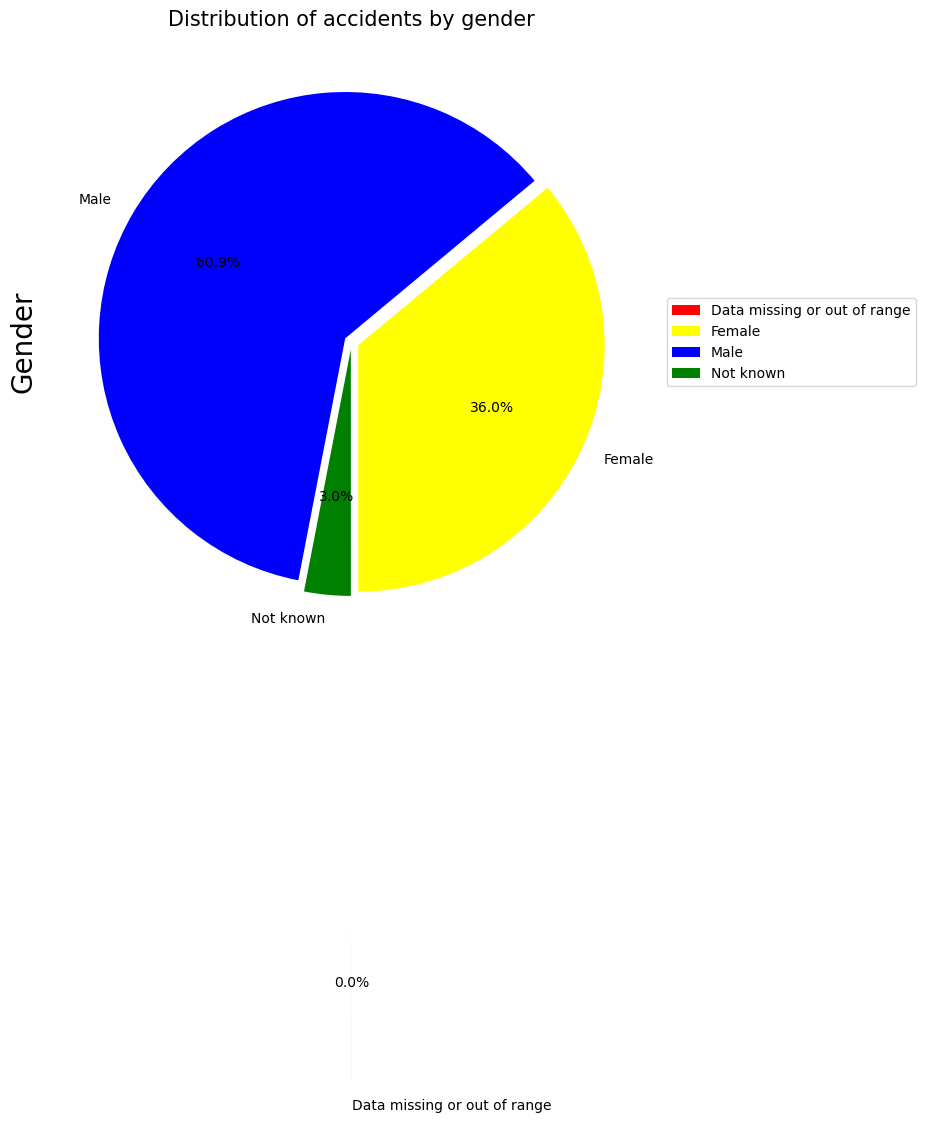 Distribution of accidents by gender
Male
60.9%
Gender
Data missing or out of range
Female
Male
Not known
36.0%
Female
3.0%
Not known
0.0%
Data missing or out of range